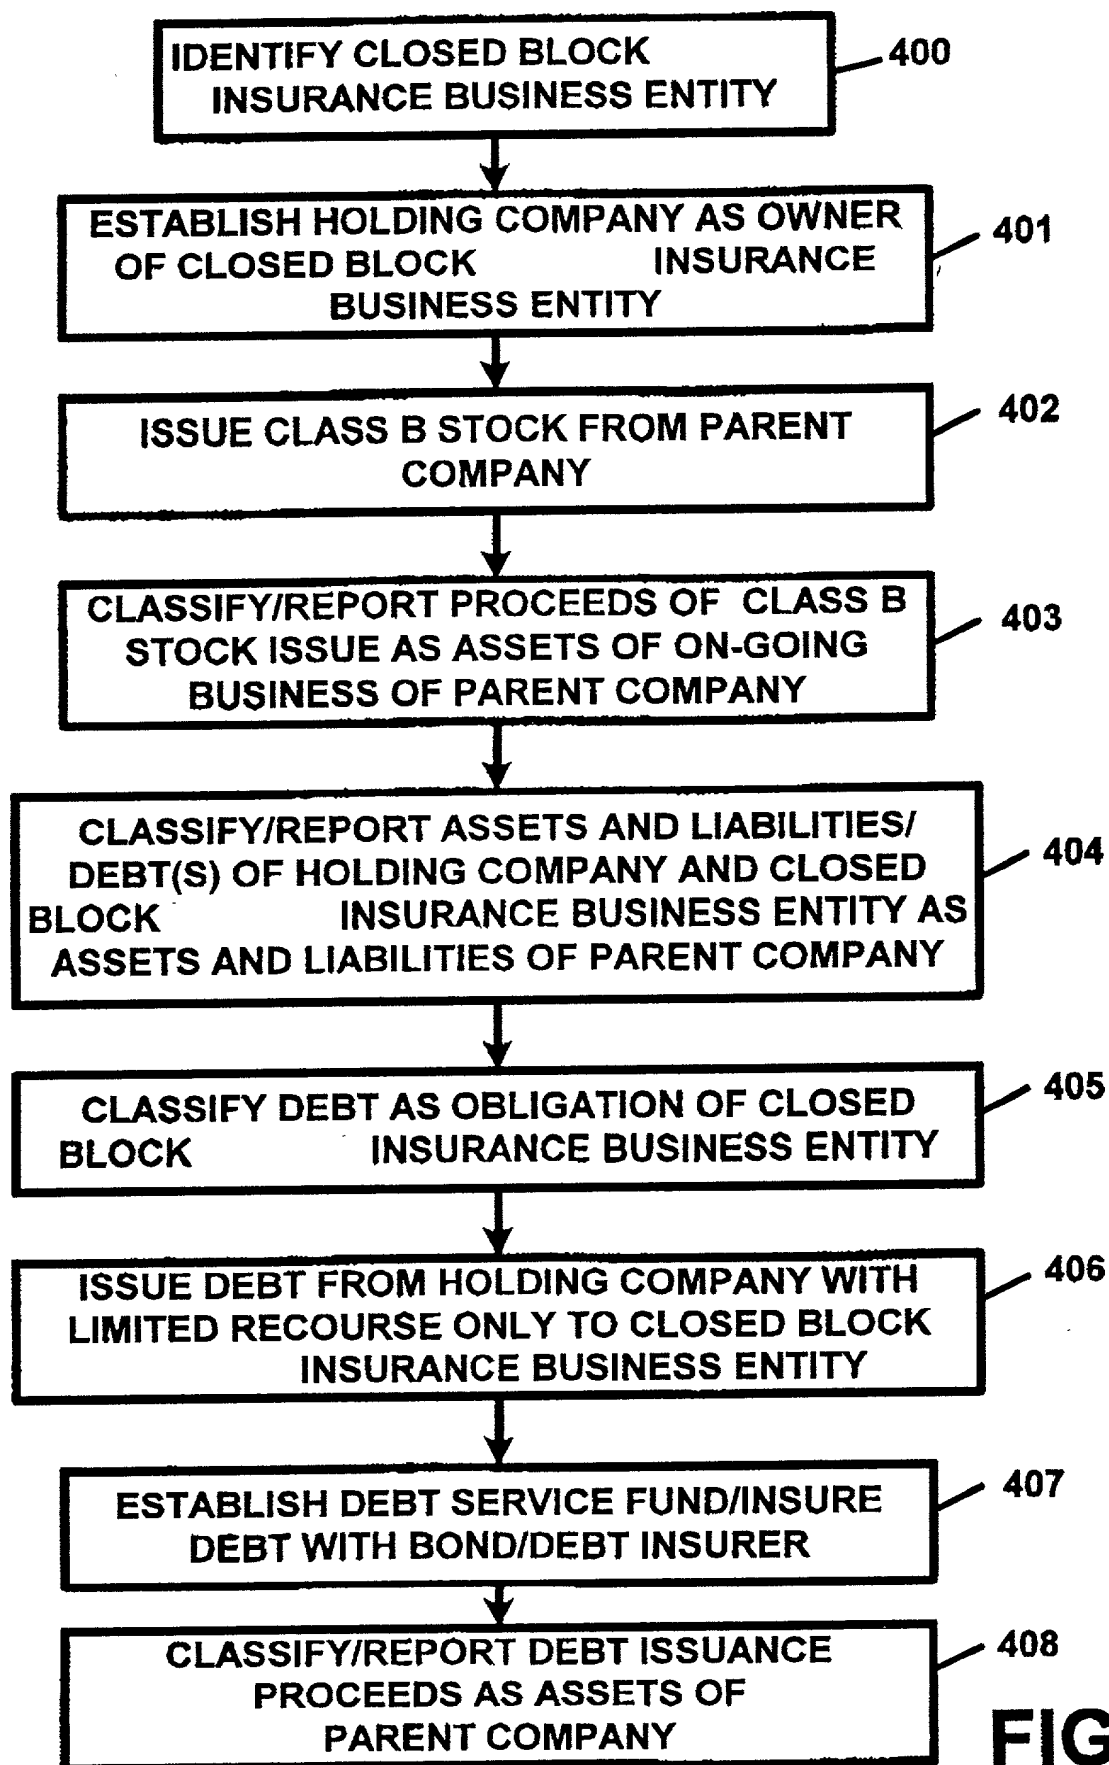 IDENTIFY CLOSED BLOCK
INSURANCE BUSINESS ENTITY
400
ESTABLISH HOLDING COMPANY AS OWNER
OF CLOSED BLOCK INSURANCE
BUSINESS ENTITY
401
ISSUE CLASS B STOCK FROM PARENT
COMPANY
402
CLASSIFY/REPORT PROCEEDS OF CLASS B
STOCK ISSUE AS ASSETS OF ON-GOING
BUSINESS OF PARENT COMPANY
403
CLASSIFY/REPORT ASSETS AND LIABILITIES/
DEBT(S) OF HOLDING COMPANY AND CLOSED
BLOCK INSURANCE BUSINESS ENTITY AS
ASSETS AND LIABILITIES OF PARENT COMPANY
404
CLASSIFY DEBT AS OBLIGATION OF CLOSED
BLOCK INSURANCE BUSINESS ENTITY
405
ISSUE DEBT FROM HOLDING COMPANY WITH
LIMITED RECOURSE ONLY TO CLOSED BLOCK
INSURANCE BUSINESS ENTITY
406
ESTABLISH DEBT SERVICE FUND/INSURE
DEBT WITH BOND/DEBT INSURER
407
CLASSIFY/REPORT DEBT ISSUANCE
PROCEEDS AS ASSETS OF
PARENT COMPANY
408
FIG